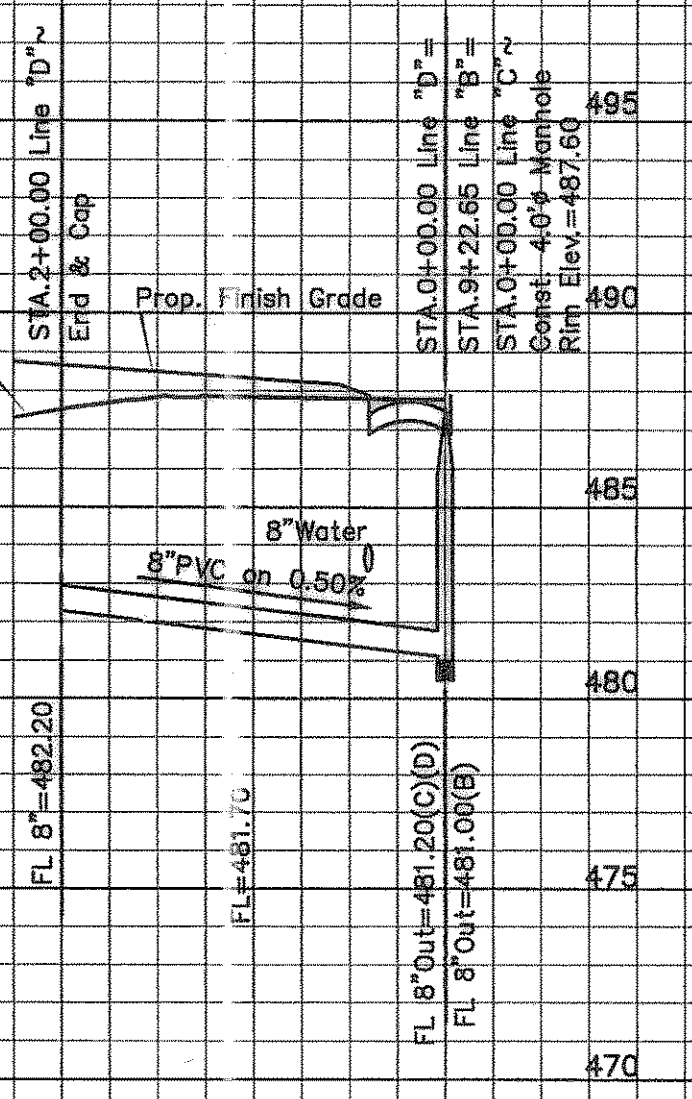 STA.2+00.00 Line "D"~
End & Cap
Prop. Finish Grade
STA.0+00.00 Line "D"=
STA.9+22.65 Line "B"=
STA.0+00.00 Line "C"~
Const. 4.0'ø Manhole
Rim Elev.=487.60
495
490
485
480
475
470
8"Water
8"PVC on 0.50%
FL 8"=482.20
FL=481.70
FL 8"Out=481.20(C)(D)
FL 8"Out=481.00(B)